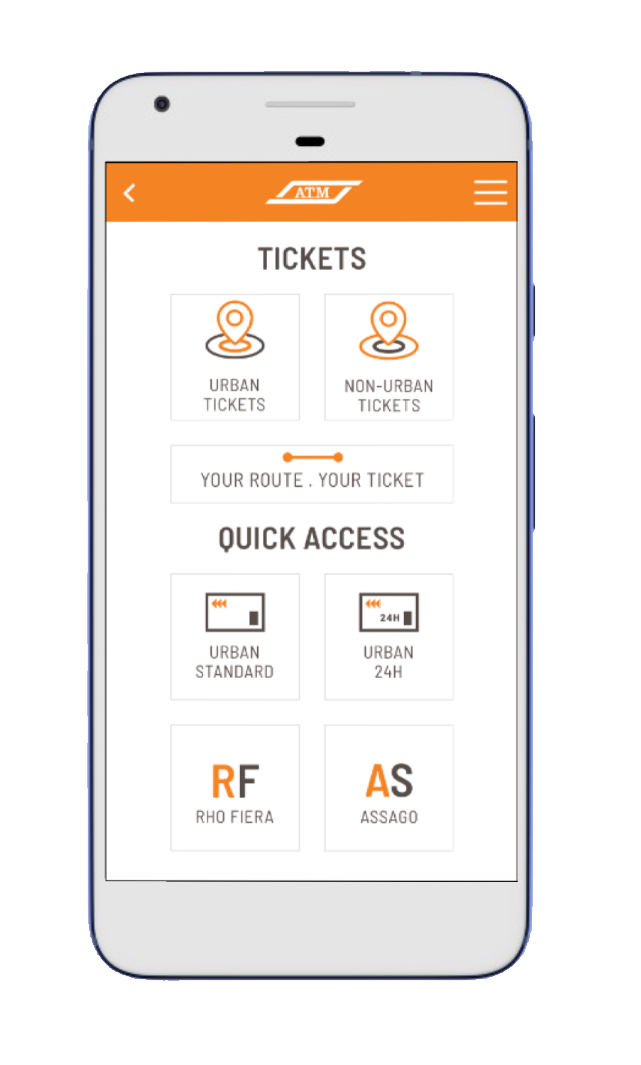 ATM
TICKETS
URBAN
TICKETS
NON-URBAN
TICKETS
YOUR ROUTE . YOUR TICKET
QUICK ACCESS
URBAN
STANDARD
24H
URBAN
24H
RF
RHO FIERA
AS
ASSAGO